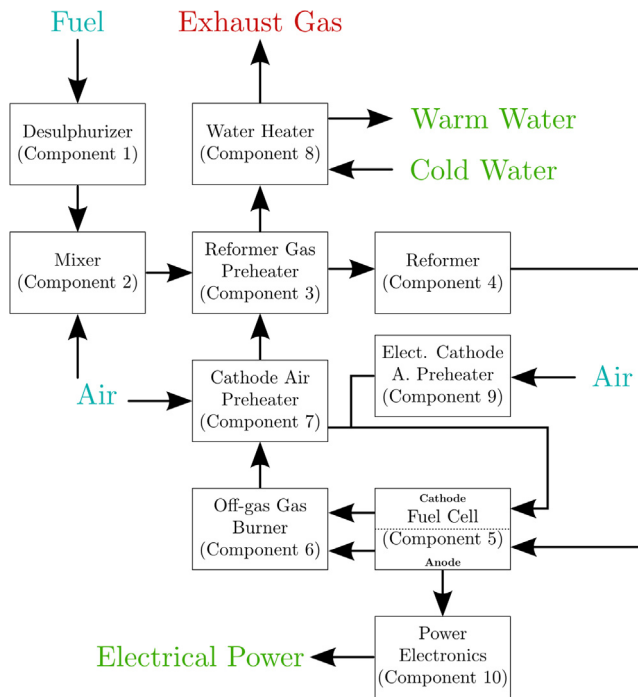 Fuel
Exhaust Gas
Desulphurizer
(Component 1)
Water Heater
(Component 8)
Warm Water
Cold Water
Mixer
(Component 2)
Reformer Gas
Preheater
(Component 3)
Reformer
(Component 4)
Air
Cathode Air
Preheater
(Component 7)
Elect. Cathode
A. Preheater
(Component 9)
Air
Off-gas Gas
Burner
(Component 6)
Cathode
Fuel Cell
(Component 5)
Anode
Electrical Power
Power
Electronics
(Component 10)